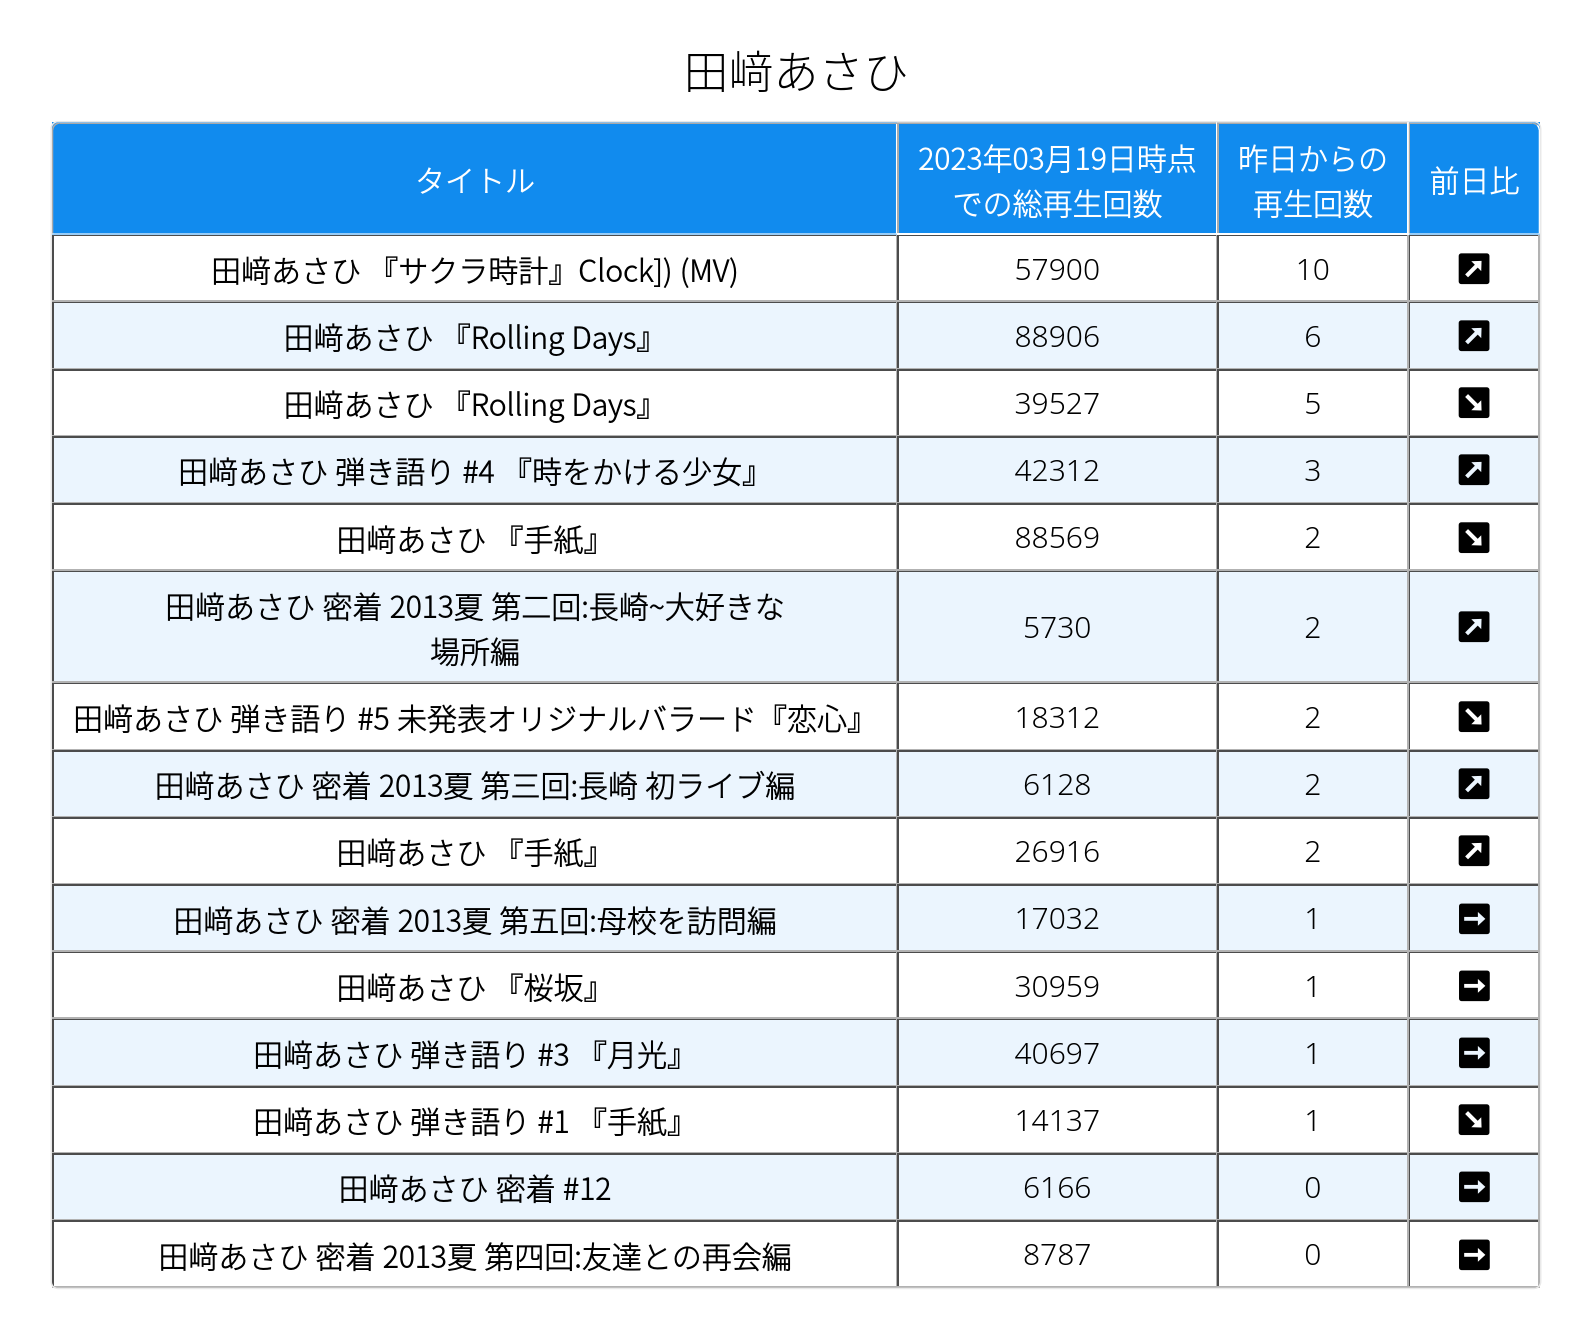 田﨑あさひ
タイトル
2023年03月19日時点
での総再生回数
昨日からの
再生回数
前日比
田﨑あさひ 『サクラ時計』Clock]) (MV) 57900 10
田﨑あさひ 『Rolling Days』 88906 6
田﨑あさひ 『Rolling Days』 39527 5
田﨑あさひ 弾き語り #4 『時をかける少女』 42312 3
田﨑あさひ 『手紙』 88569 2
田﨑あさひ 密着 2013夏 第二回:長崎~大好きな
場所編 5730 2
田﨑あさひ 弾き語り #5 未発表オリジナルバラード『恋心』 18312 2
田﨑あさひ 密着 2013夏 第三回:長崎 初ライブ編 6128 2
田﨑あさひ 『手紙』 26916 2
田﨑あさひ 密着 2013夏 第五回:母校を訪問編 17032 1
田﨑あさひ 『桜坂』 30959 1
田﨑あさひ 弾き語り #3 『月光』 40697 1
田﨑あさひ 弾き語り #1 『手紙』 14137 1
田﨑あさひ 密着 #12 6166 0
田﨑あさひ 密着 2013夏 第四回:友達との再会編 8787 0